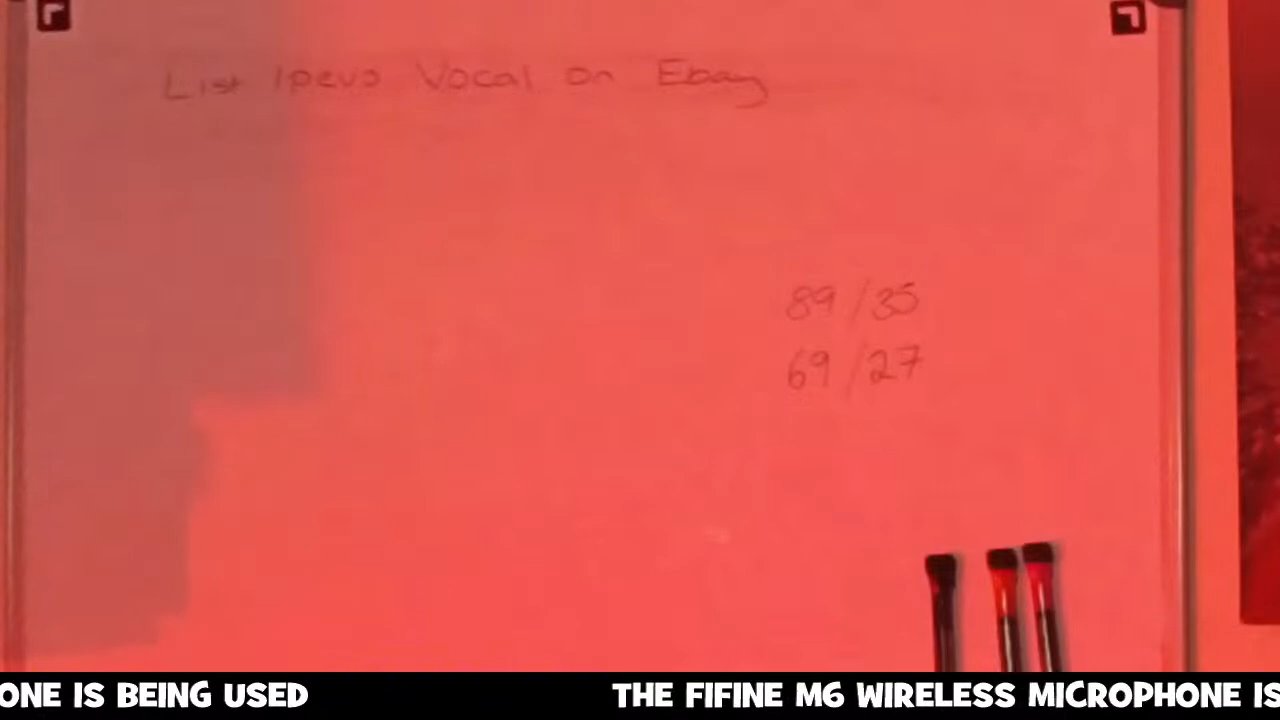 List Ipevo Vocal on Ebay
89/35
69/27
ONE IS BEING USED THE FIFINE M6 WIRELESS MICROPHONE IS